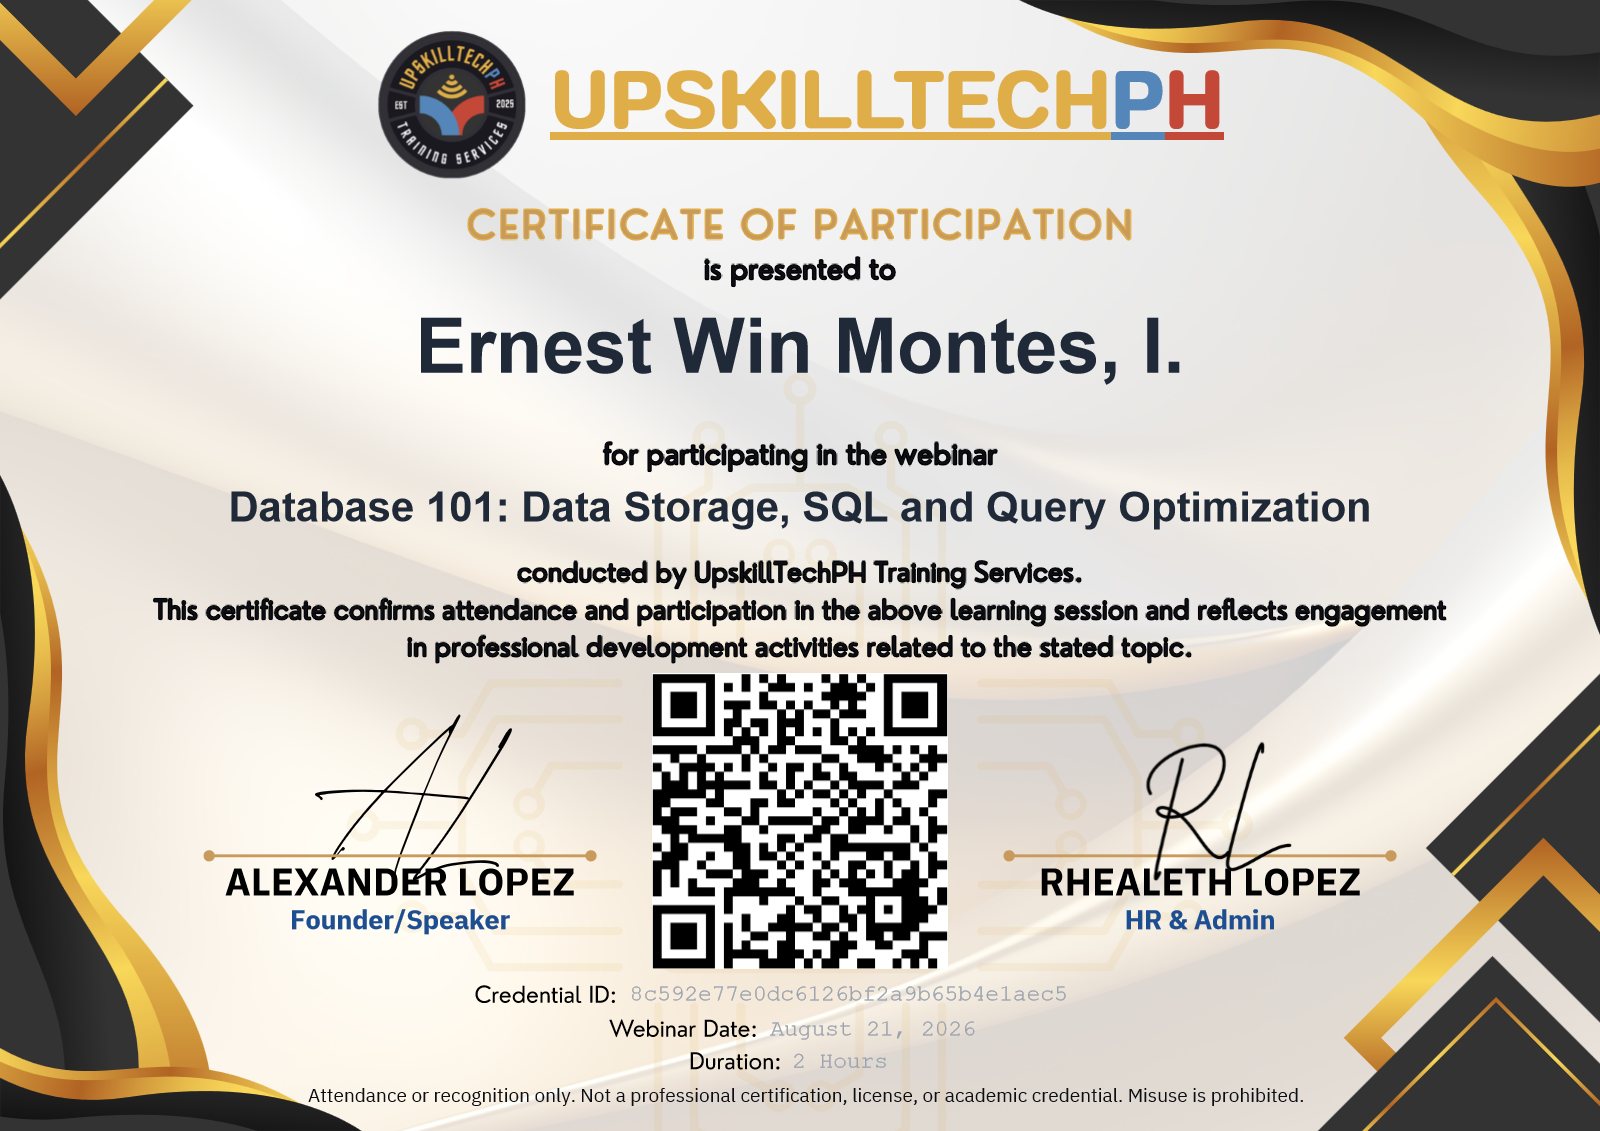 UPSKILLTECHPH
EST 2025
TRAINING SERVICES
UPSKILLTECHPH
CERTIFICATE OF PARTICIPATION
is presented to
Ernest Win Montes, I.
for participating in the webinar
Database 101: Data Storage, SQL and Query Optimization
conducted by UpskillTechPH Training Services.
This certificate confirms attendance and participation in the above learning session and reflects engagement
in professional development activities related to the stated topic.
ALEXANDER LOPEZ
Founder/Speaker
RHEALETH LOPEZ
HR & Admin
Credential ID: 8c592e77e0dc6126bf2a9b65b4e1aec5
Webinar Date: August 21, 2026
Duration: 2 Hours
Attendance or recognition only. Not a professional certification, license, or academic credential. Misuse is prohibited.